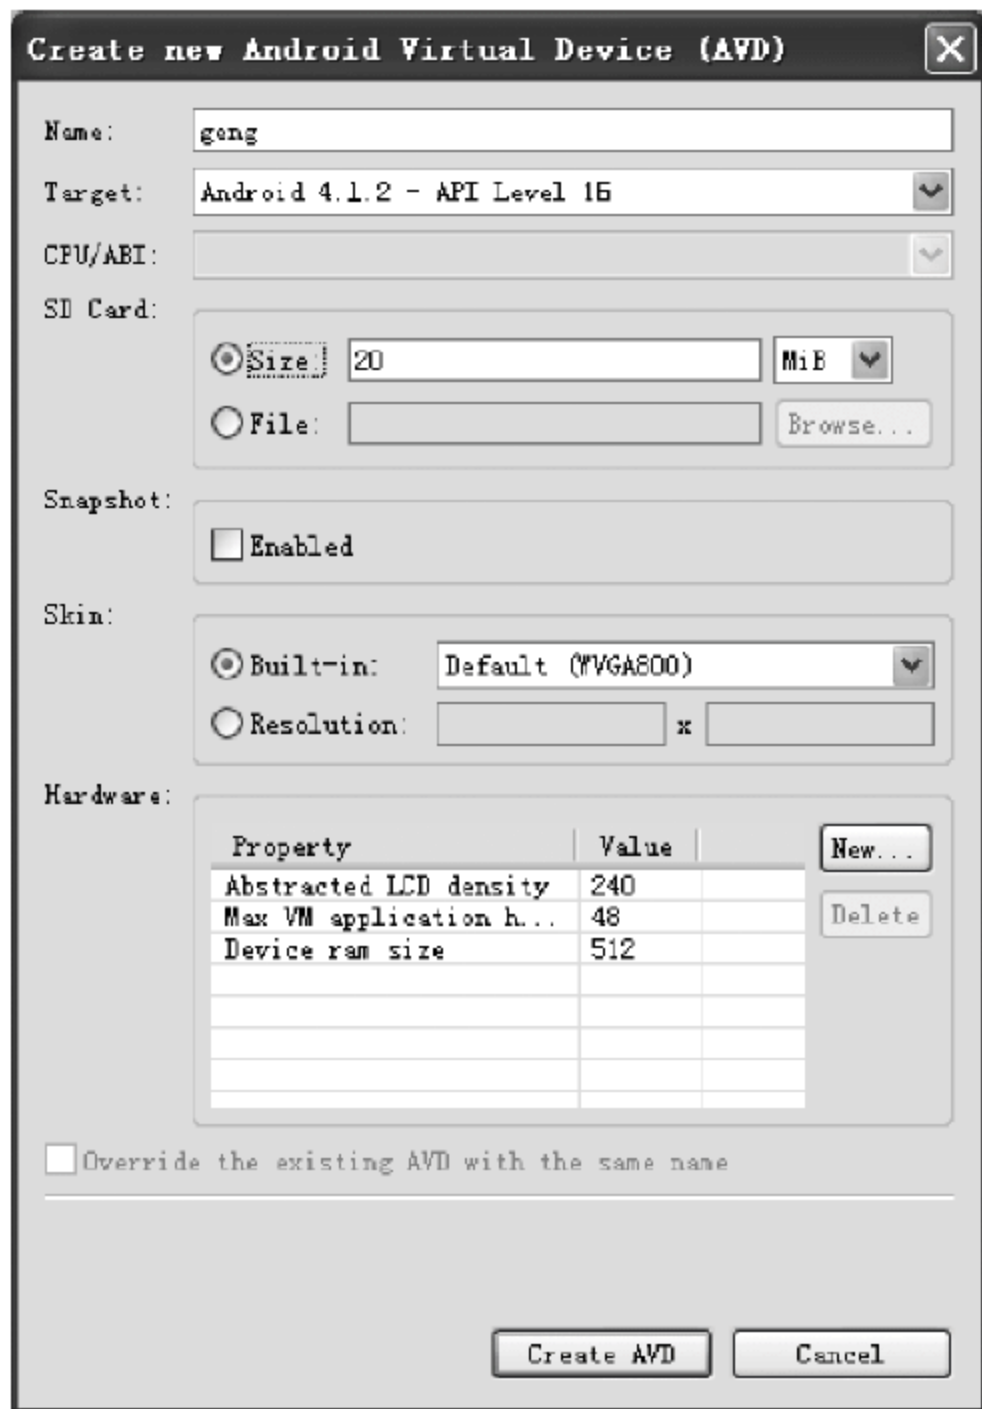 Create new Android Virtual Device (AVD)
Name: geng
Target: Android 4.1.2 - API Level 16
CPU/ABI:
SD Card:
Size: 20 MiB
File: Browse...
Snapshot:
Enabled
Skin:
Built-in: Default (WVGA800)
Resolution: x
Hardware:
Property Value New...
Abstracted LCD density 240
Max VM application h... 48
Device ram size 512
Delete
Override the existing AVD with the same name
Create AVD Cancel